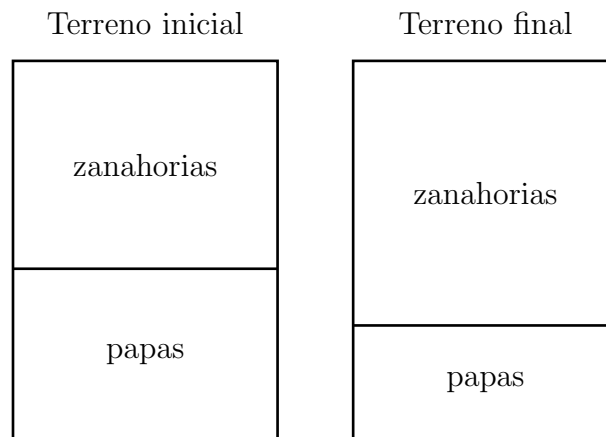 Terreno inicial
zanahorias
papas
Terreno final
zanahorias
papas